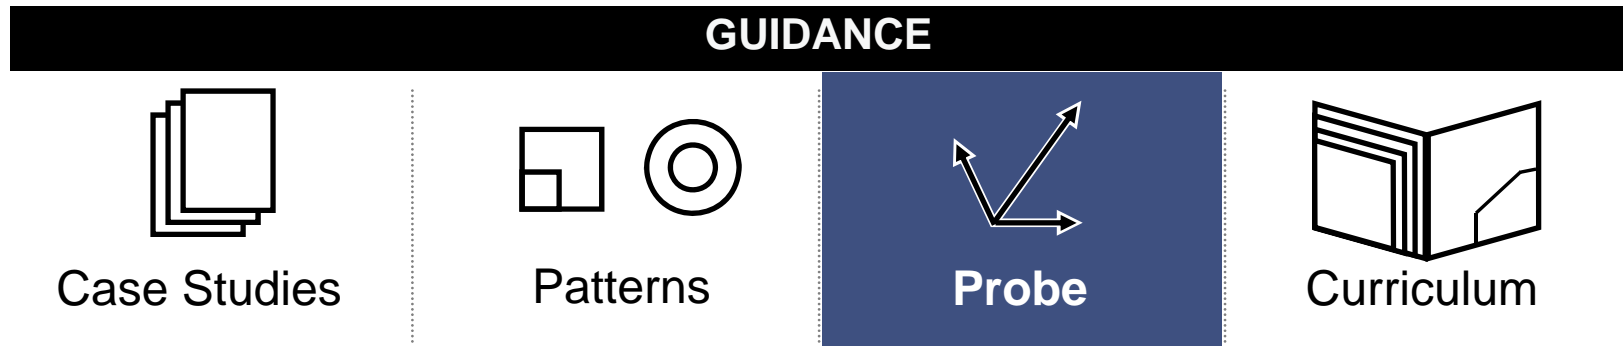 GUIDANCE
Case Studies
Patterns
Probe
Curriculum